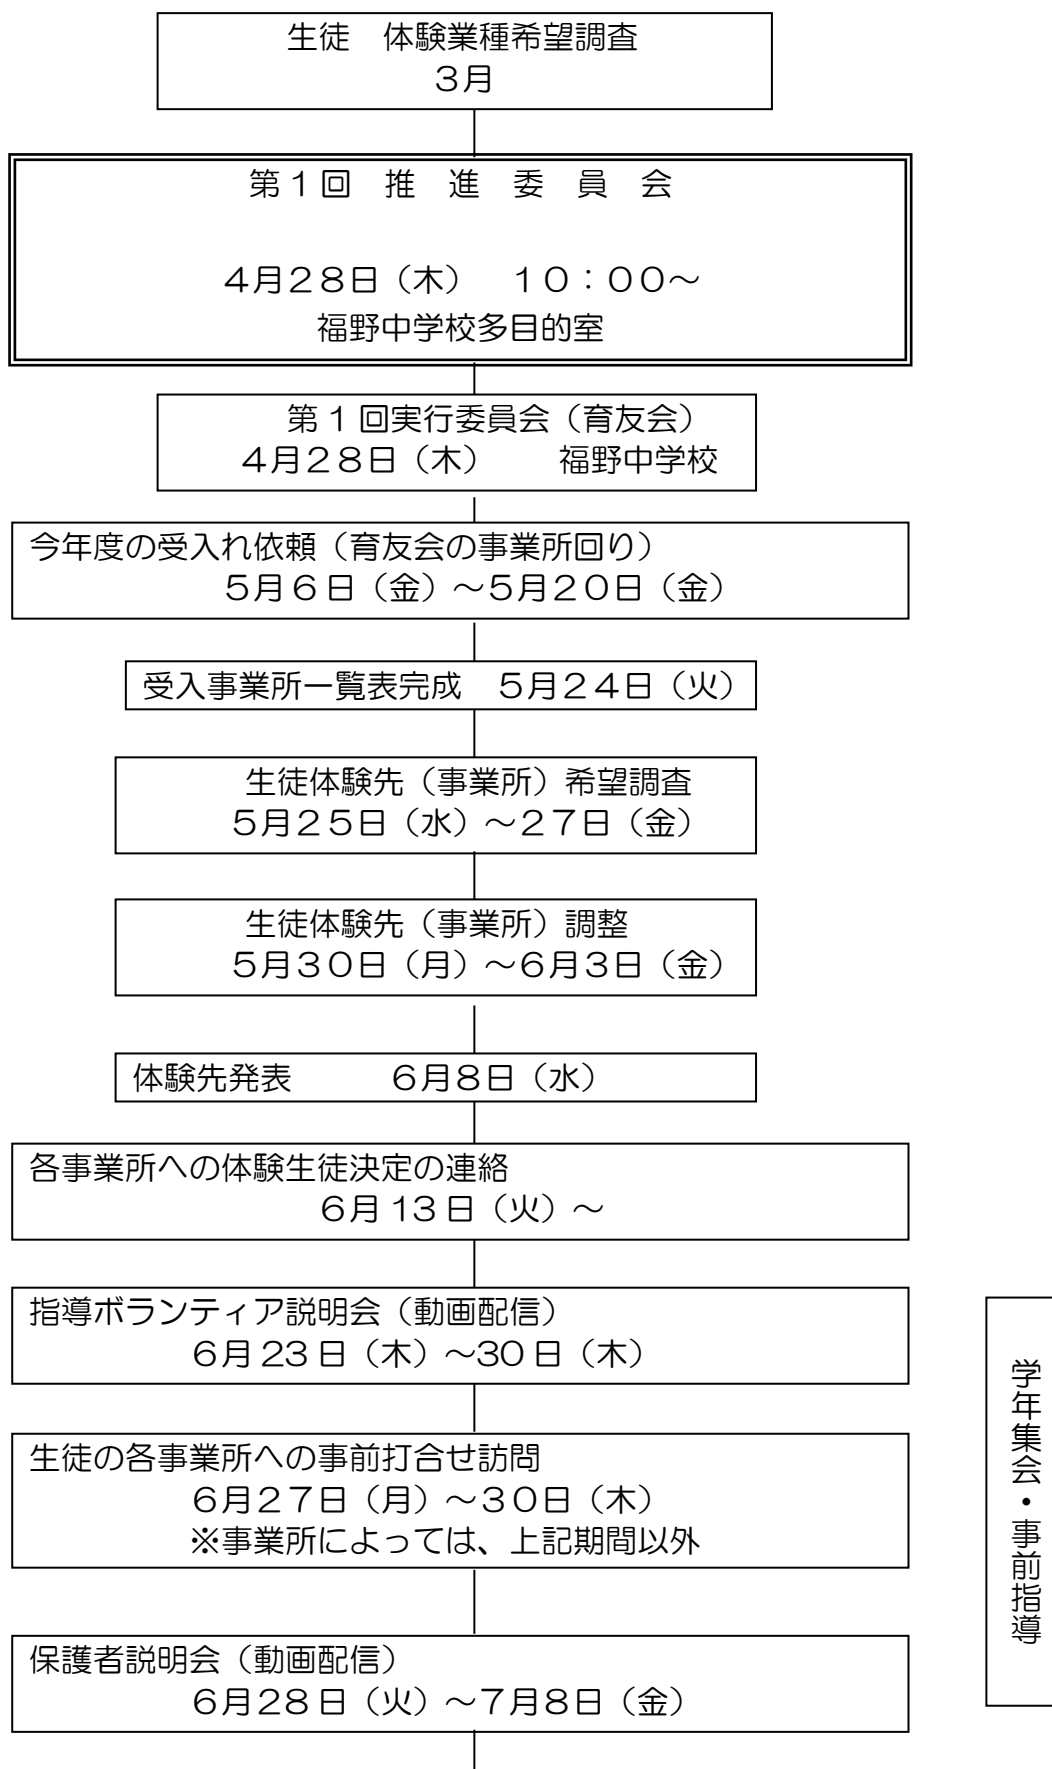 生徒　体験業種希望調査
３月
第１回　推　進　委　員　会
４月２８日（木）　１０：００～
福野中学校多目的室
第１回実行委員会（育友会）
４月２８日（木）　　福野中学校
今年度の受入れ依頼（育友会の事業所回り）
５月６日（金）～５月２０日（金）
受入事業所一覧表完成　５月２４日（火）
生徒体験先（事業所）希望調査
５月２５日（水）～２７日（金）
生徒体験先（事業所）調整
５月３０日（月）～６月３日（金）
体験先発表　　　６月８日（水）
各事業所への体験生徒決定の連絡
６月13日（火）～
指導ボランティア説明会（動画配信）
６月23日（木）～30日（木）
生徒の各事業所への事前打合せ訪問
６月２７日（月）～３０日（木）
※事業所によっては、上記期間以外
保護者説明会（動画配信）
６月２８日（火）～７月８日（金）
学年集会・事前指導